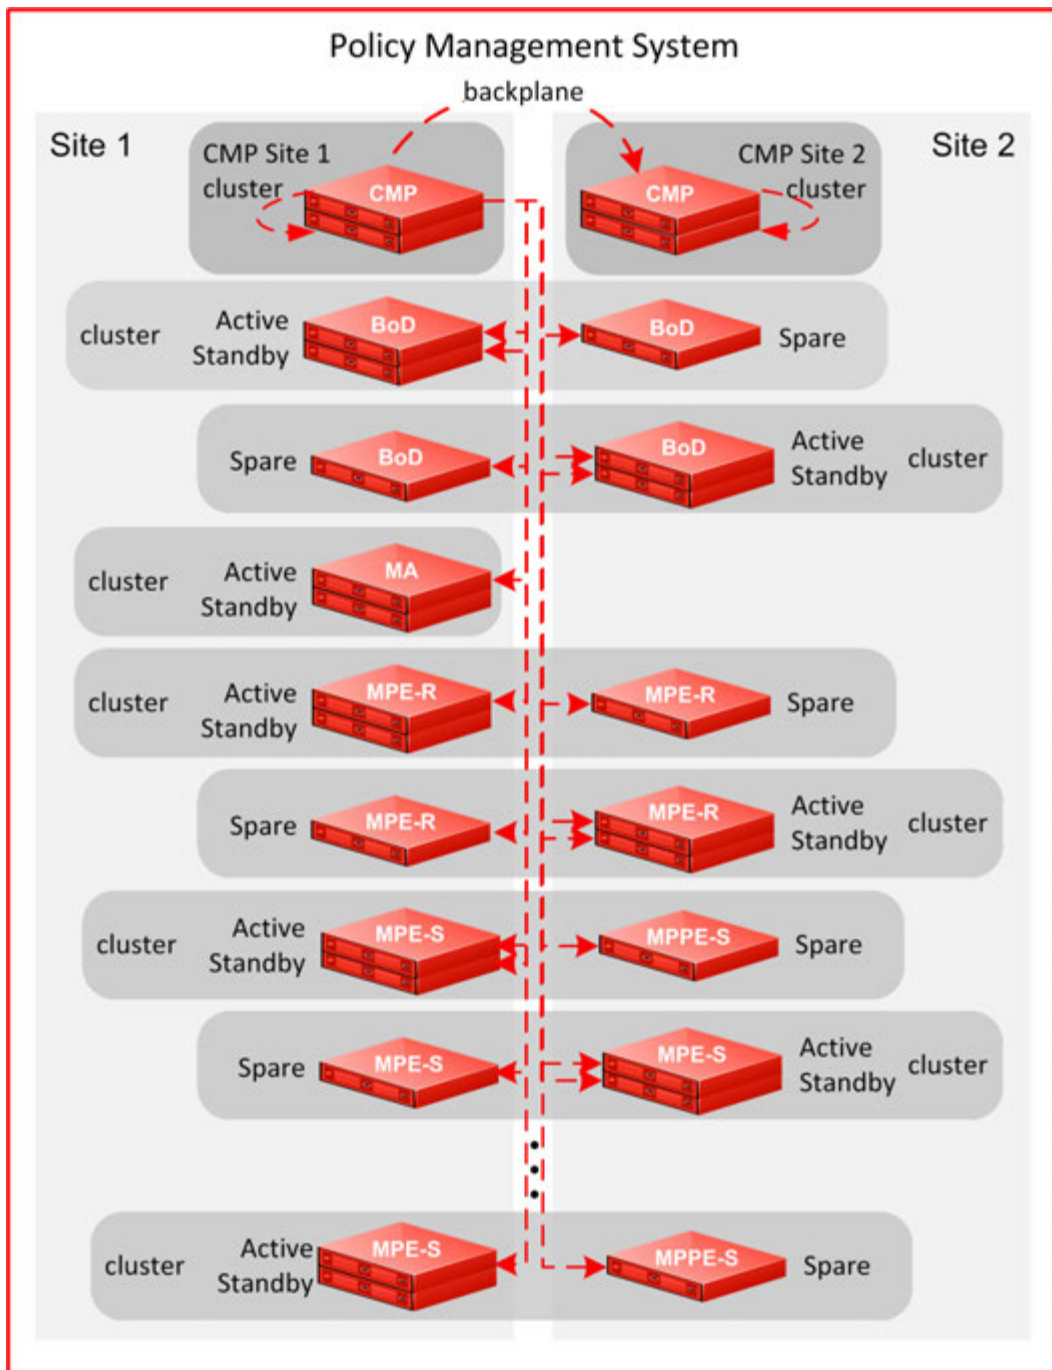 Policy Management System
backplane
Site 1
CMP Site 1
cluster
CMP
CMP
CMP Site 2
cluster
Site 2
cluster
Active
Standby
BoD
BoD
Spare
Spare
BoD
BoD
Active
Standby
cluster
cluster
Active
Standby
MA
cluster
Active
Standby
MPE-R
MPE-R
Spare
Spare
MPE-R
MPE-R
Active
Standby
cluster
cluster
Active
Standby
MPE-S
MPPE-S
Spare
Spare
MPE-S
MPE-S
Active
Standby
cluster
cluster
Active
Standby
MPE-S
MPPE-S
Spare